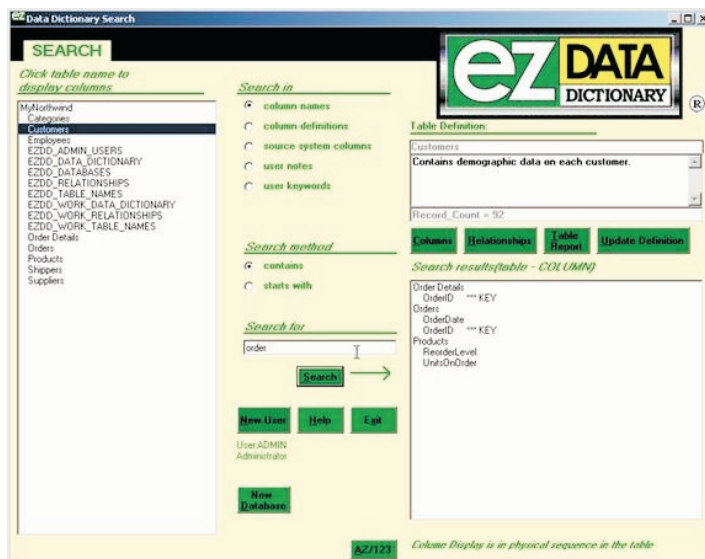 ez Data Dictionary Search
SEARCH
Click table name to
display columns
MyNorthwind
Categories
Customers
Employees
EZDD_ADMIN_USERS
EZDD_DATA_DICTIONARY
EZDD_DATABASES
EZDD_RELATIONSHIPS
EZDD_TABLE_NAMES
EZDD_WORK_DATA_DICTIONARY
EZDD_WORK_RELATIONSHIPS
EZDD_WORK_TABLE_NAMES
Order Details
Orders
Products
Shippers
Suppliers
Search in
column names
column definitions
source system columns
user notes
user keywords
Search method
contains
starts with
Search for
order
Search
New User
Help
Exit
User:ADMIN
Administrator
New
Database
AZ/123
ez DATA
DICTIONARY
®
Table Definition:
Customers
Contains demographic data on each customer.
Record_Count = 92
Columns
Relationships
Table
Report
Update Definition
Search results(table - COLUMN)
Order Details
OrderID *** KEY
Orders
OrderDate
OrderID *** KEY
Products
ReorderLevel
UnitsOnOrder
Column Display is in physical sequence in the table